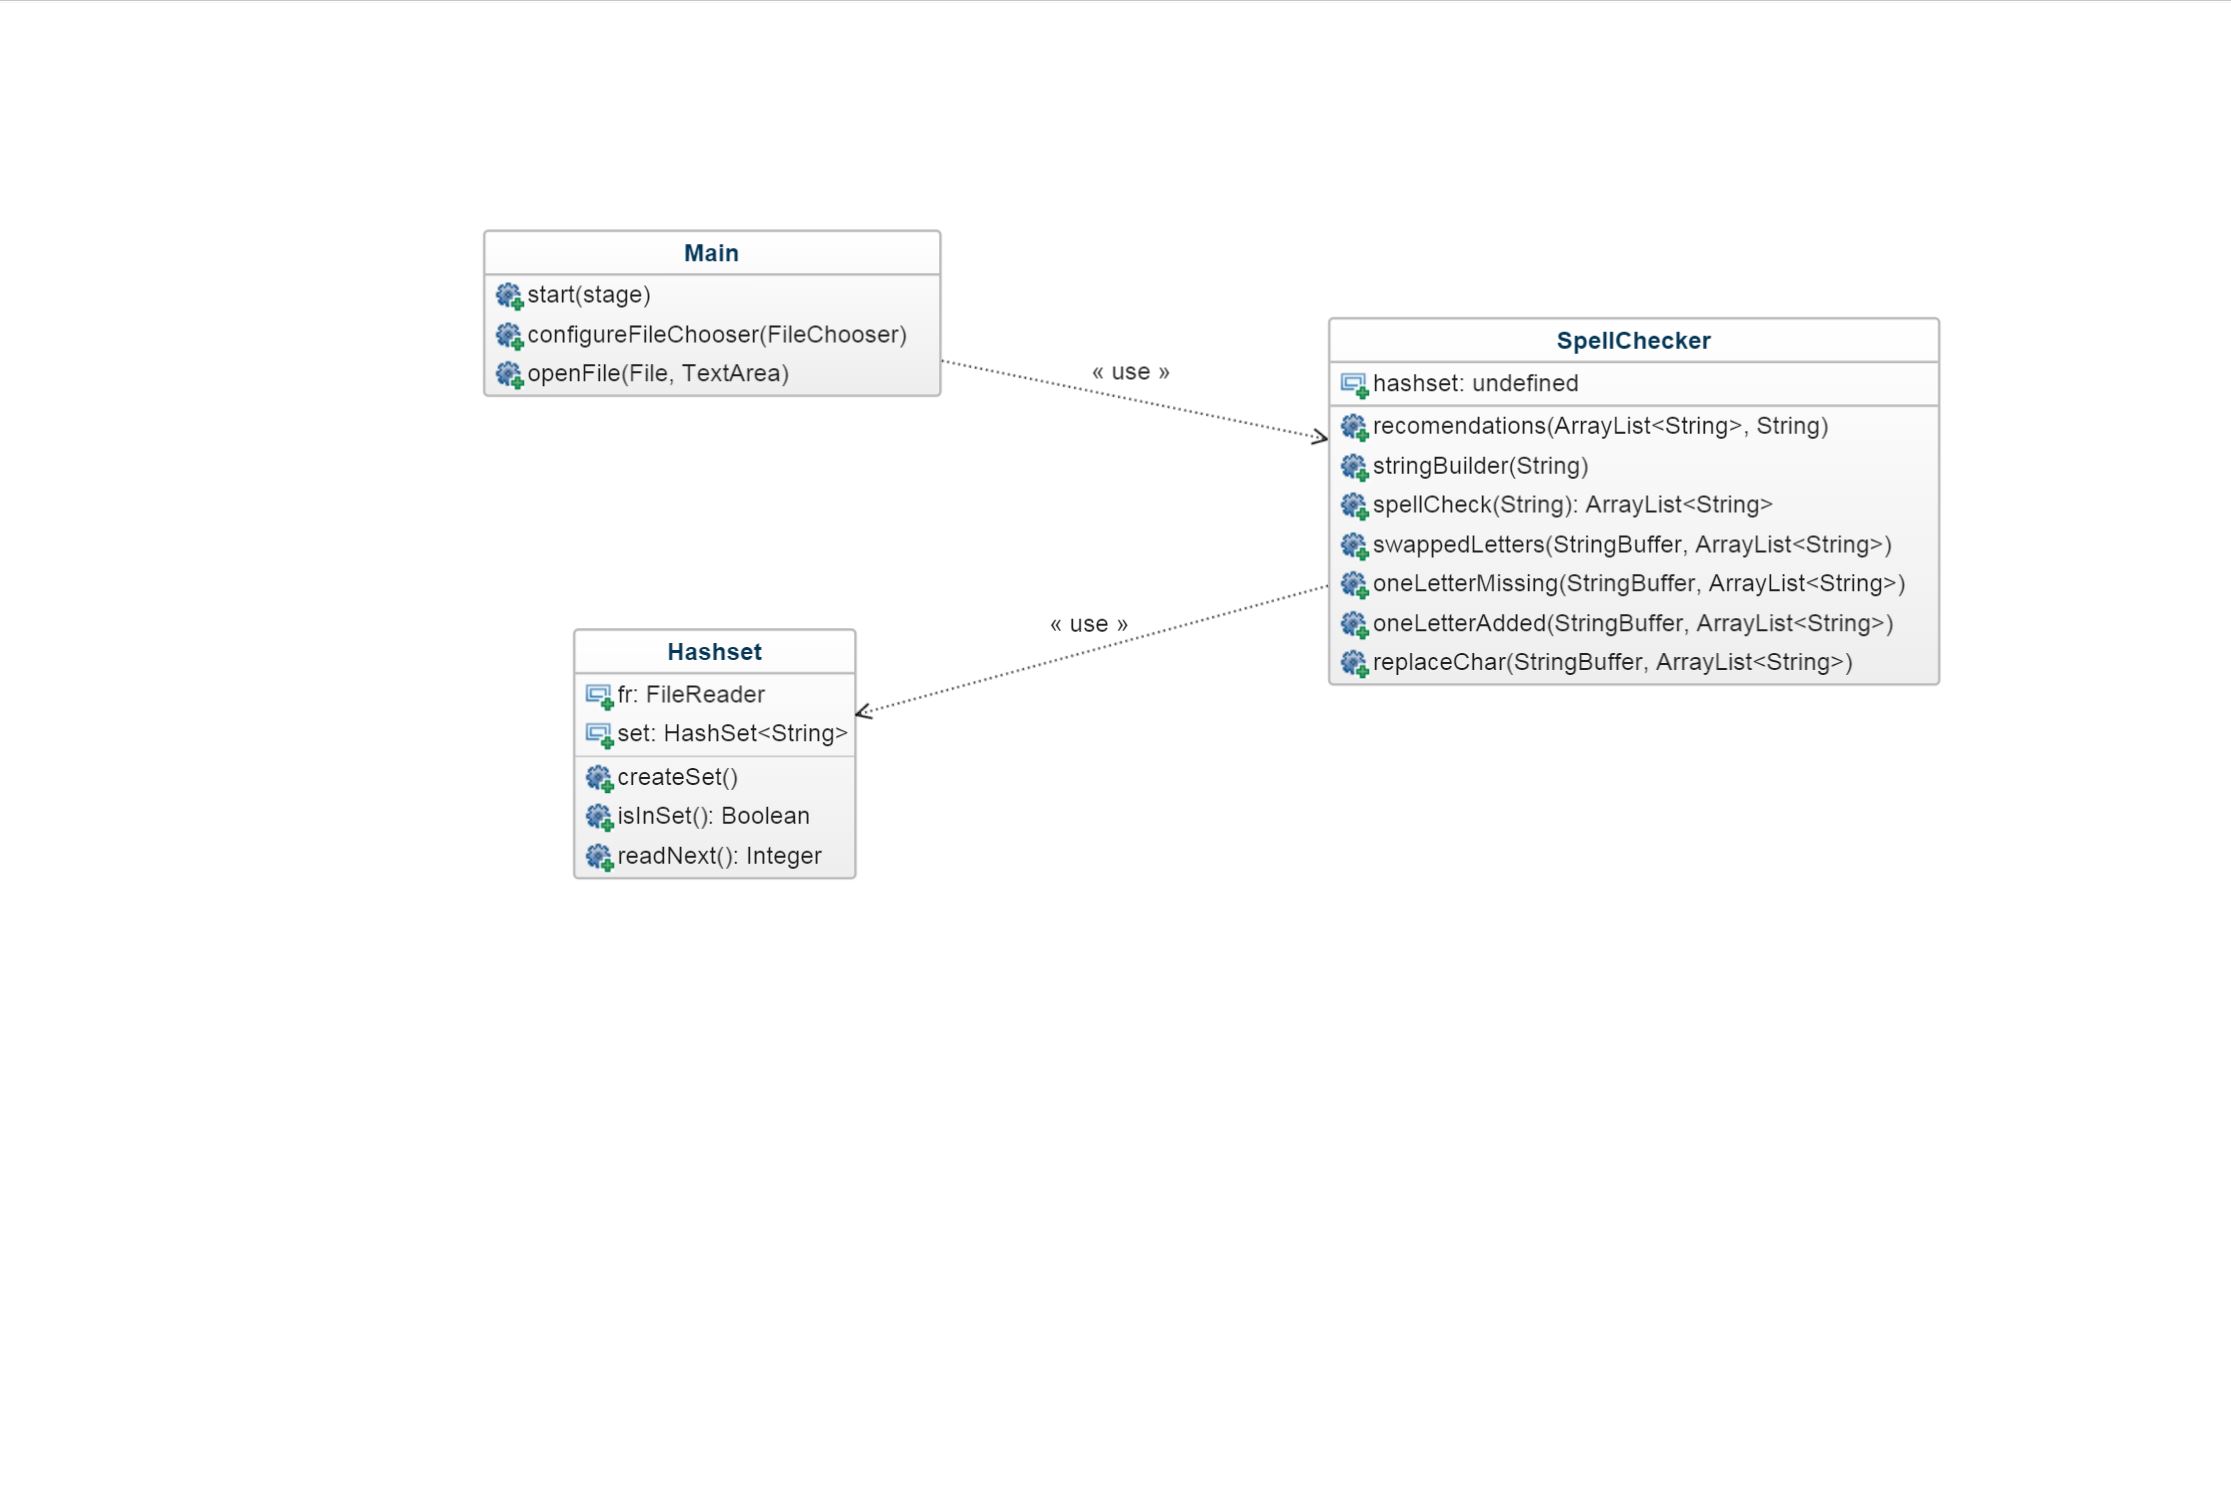 Main
start(stage)
configureFileChooser(FileChooser)
openFile(File, TextArea)
« use »
SpellChecker
hashset: undefined
recomendations(ArrayList<String>, String)
stringBuilder(String)
spellCheck(String): ArrayList<String>
swappedLetters(StringBuffer, ArrayList<String>)
oneLetterMissing(StringBuffer, ArrayList<String>)
oneLetterAdded(StringBuffer, ArrayList<String>)
replaceChar(StringBuffer, ArrayList<String>)
« use »
Hashset
fr: FileReader
set: HashSet<String>
createSet()
isInSet(): Boolean
readNext(): Integer